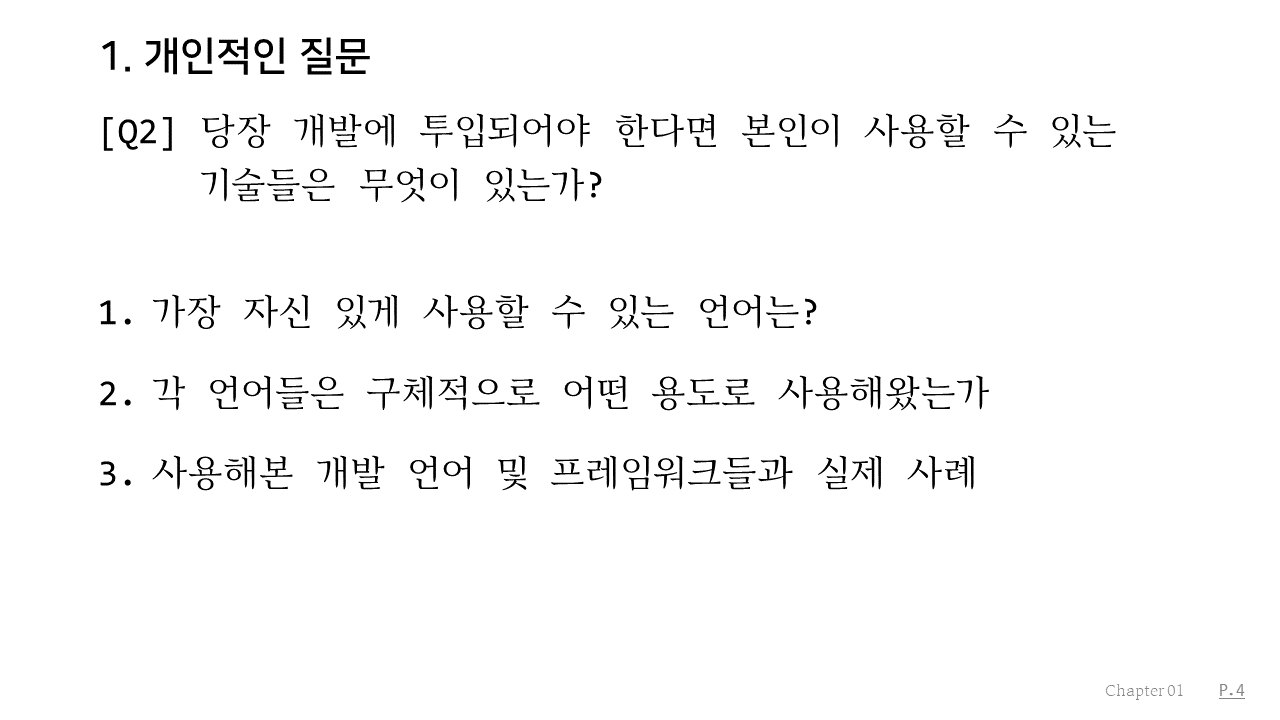 1. 개인적인 질문
[Q2] 당장 개발에 투입되어야 한다면 본인이 사용할 수 있는
기술들은 무엇이 있는가?
1. 가장 자신 있게 사용할 수 있는 언어는?
2. 각 언어들은 구체적으로 어떤 용도로 사용해왔는가
3. 사용해본 개발 언어 및 프레임워크들과 실제 사례
Chapter 01 P.4